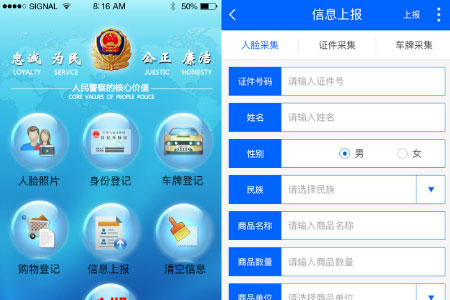 SIGNAL 8:16 AM 50%
忠诚 为民 公正 廉洁
LOYALTY SERVCE JUESTIC HONESTY
人民警察的核心价值
CORE VALUES OF PEOPLE POLICE
人脸照片 身份登记 车牌登记
购物登记 信息上报 清空信息
信息上报 上报
人脸采集 证件采集 车牌采集
证件号码 请输入证件号
姓名 请输入姓名
性别 男 女
民族 请选择民族
商品名称 请输入商品名称
商品数量 请输入商品数量
商品单位 请选择商品单位